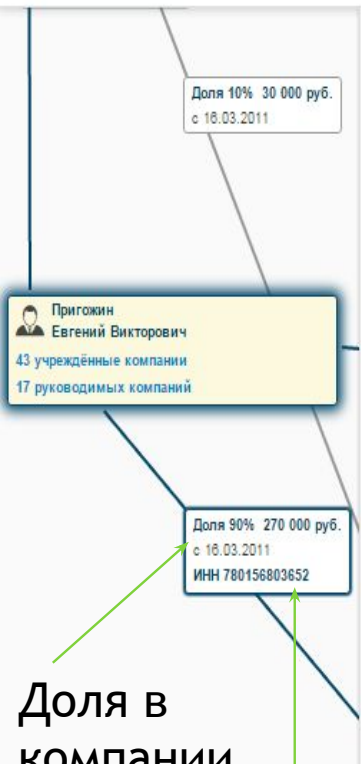 Доля 10% 30 000 руб.
с 16.03.2011
Пригожин
Евгений Викторович
43 учреждённые компании
17 руководимых компаний
Доля 90% 270 000 руб.
с 16.03.2011
ИНН 780156803652
Доля в
компании